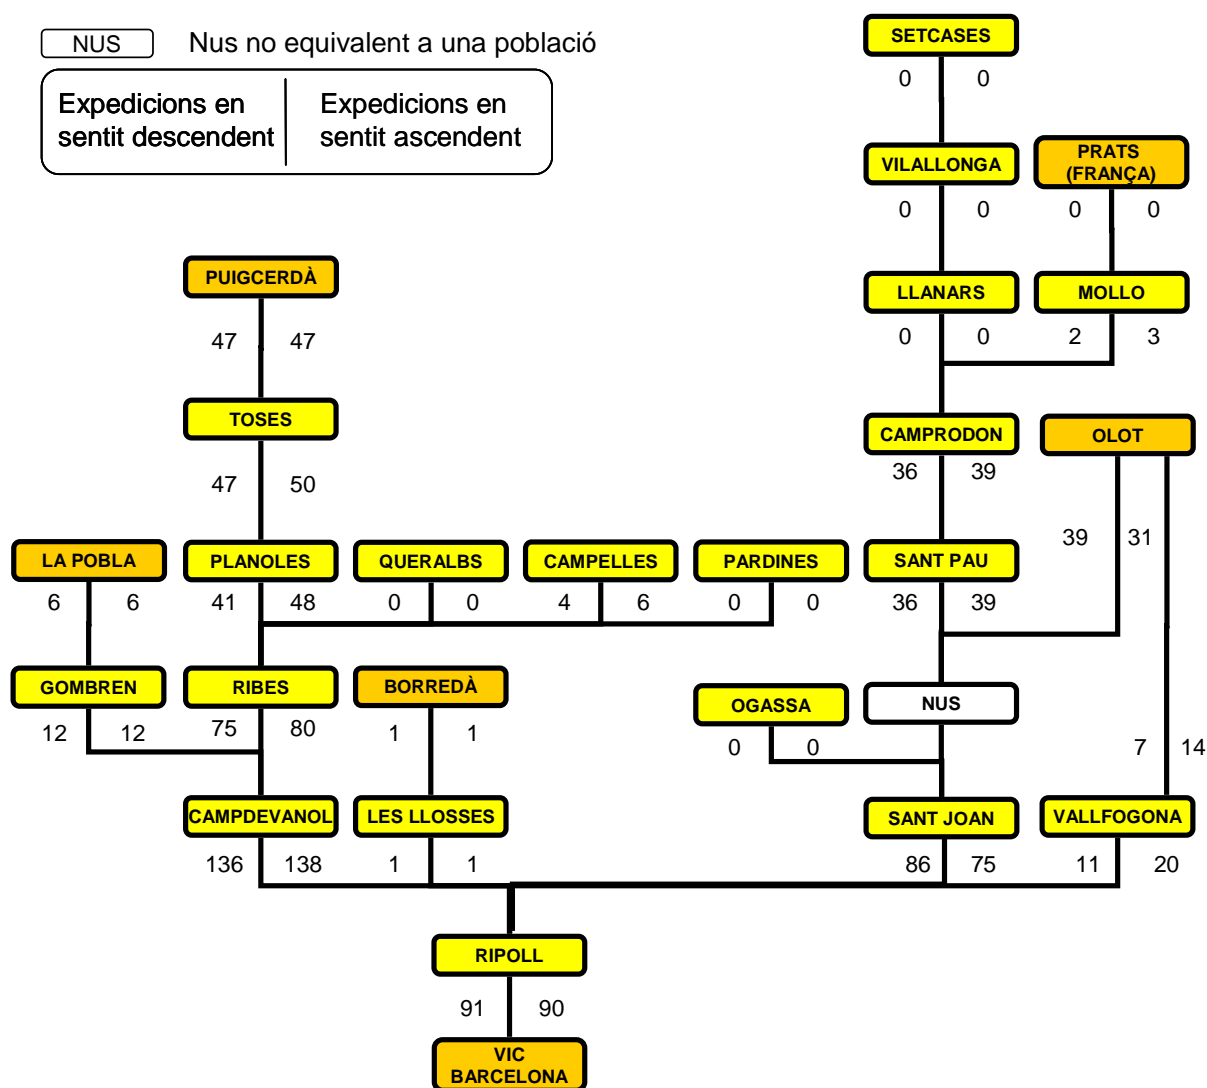 NUS Nus no equivalent a una població
Expedicions en Expedicions en
sentit descendent sentit ascendent
SETCASES
0 0
VILALLONGA PRATS
(FRANÇA)
0 0 0 0
PUIGCERDÀ LLANARS MOLLO
47 47 0 0 2 3
TOSES CAMPRODON OLOT
47 50 36 39
39 31
LA POBLA PLANOLES QUERALBS CAMPELLES PARDINES SANT PAU
6 6 41 48 0 0 4 6 0 0 36 39
GOMBREN RIBES BORREDÀ OGASSA NUS
12 12 75 80 1 1 0 0 7 14
CAMPDEVANOL LES LLOSSES SANT JOAN VALLFOGONA
136 138 1 1 86 75 11 20
RIPOLL
91 90
VIC
BARCELONA